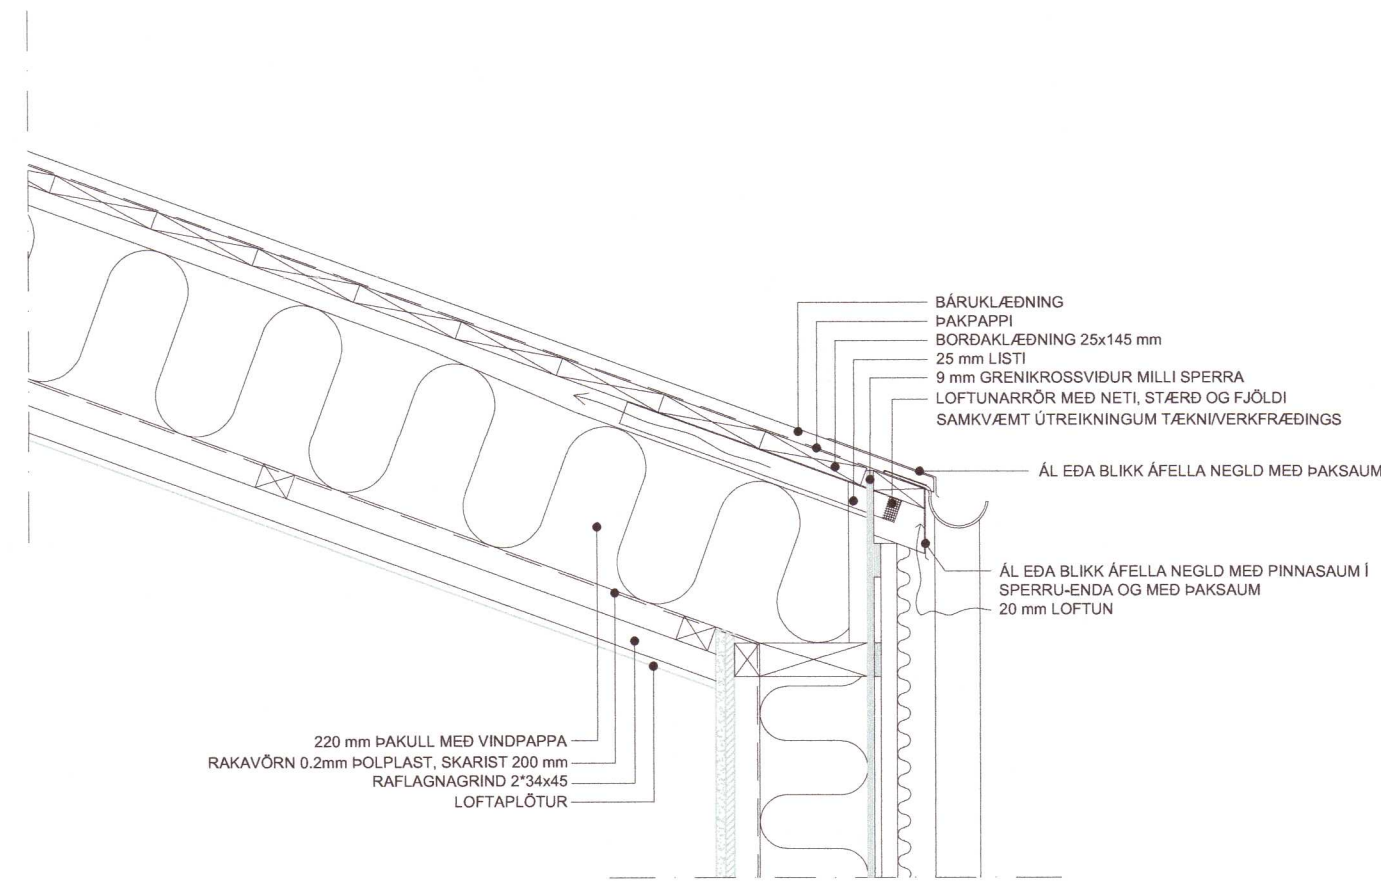 BÁRUKLÆÐNING
ÞAKPAPPI
BORÐAKLÆÐNING 25x145 mm
25 mm LISTI
9 mm GRENIKROSSVIÐUR MILLI SPERRA
LOFTUNARRÖR MEÐ NETI, STÆRÐ OG FJÖLDI
SAMKVÆMT ÚTREIKNINGUM TÆKNI/VERKFRÆÐINGS
ÁL EÐA BLIKK ÁFELLA NEGLD MEÐ ÞAKSAUM
ÁL EÐA BLIKK ÁFELLA NEGLD MEÐ PINNASAUM Í
SPERRU-ENDA OG MEÐ ÞAKSAUM
20 mm LOFTUN
220 mm ÞAKULL MEÐ VINDPAPPA
RAKAVÖRN 0.2mm ÞOLPLAST, SKARIST 200 mm
RAFLAGNAGRIND 2*34x45
LOFTAPLÖTUR